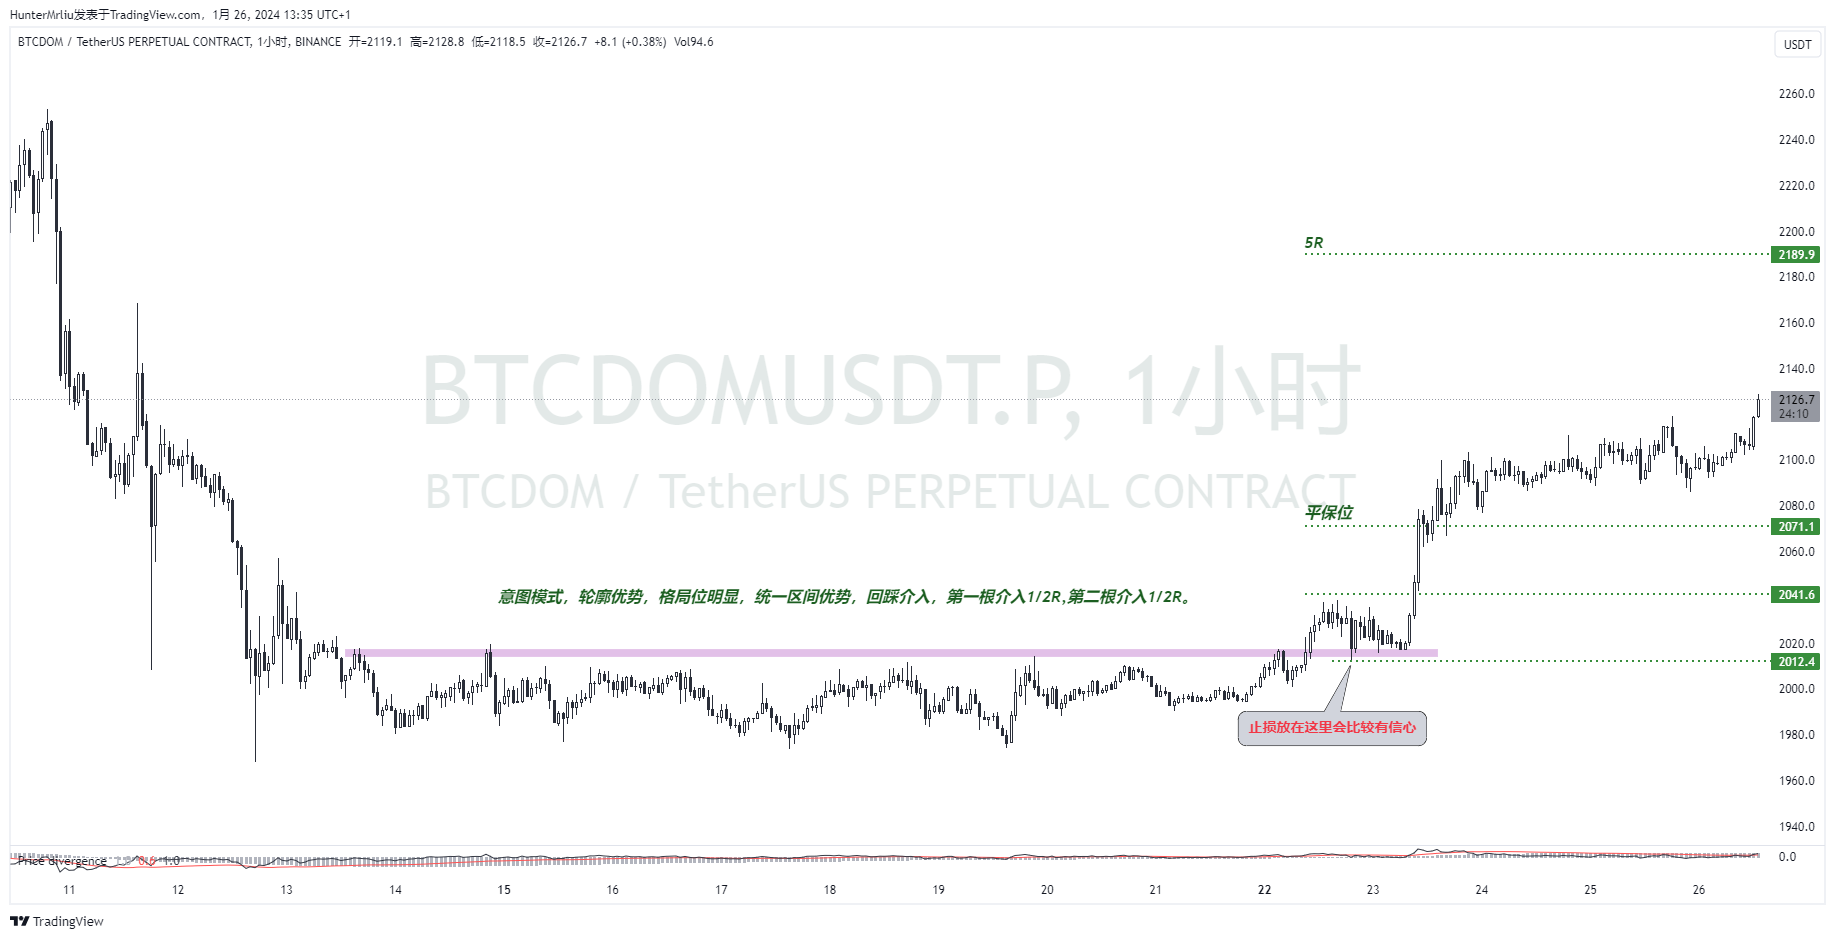 HunterMrliu发表于TradingView.com，1月 26, 2024 13:35 UTC+1
BTCDOM / TetherUS PERPETUAL CONTRACT, 1小时, BINANCE 开=2119.1 高=2128.8 低=2118.5 收=2126.7 +8.1 (+0.38%) Vol94.6
USDT
2260.0
2240.0
2220.0
2200.0
5R
2189.9
2180.0
2160.0
2140.0
BTCDOMUSDT.P, 1小时
2126.7
24:10
BTCDOM / TetherUS PERPETUAL CONTRACT
2100.0
2080.0
平保位
2071.1
2060.0
意图模式，轮廓优势，格局位明显，统一区间优势，回踩介入，第一根介入1/2R,第二根介入1/2R。
2041.6
2020.0
2012.4
2000.0
止损放在这里会比较有信心
1980.0
1960.0
1940.0
Price divergence 1.0
0.0
11 12 13 14 15 16 17 18 19 20 21 22 23 24 25 26
TradingView